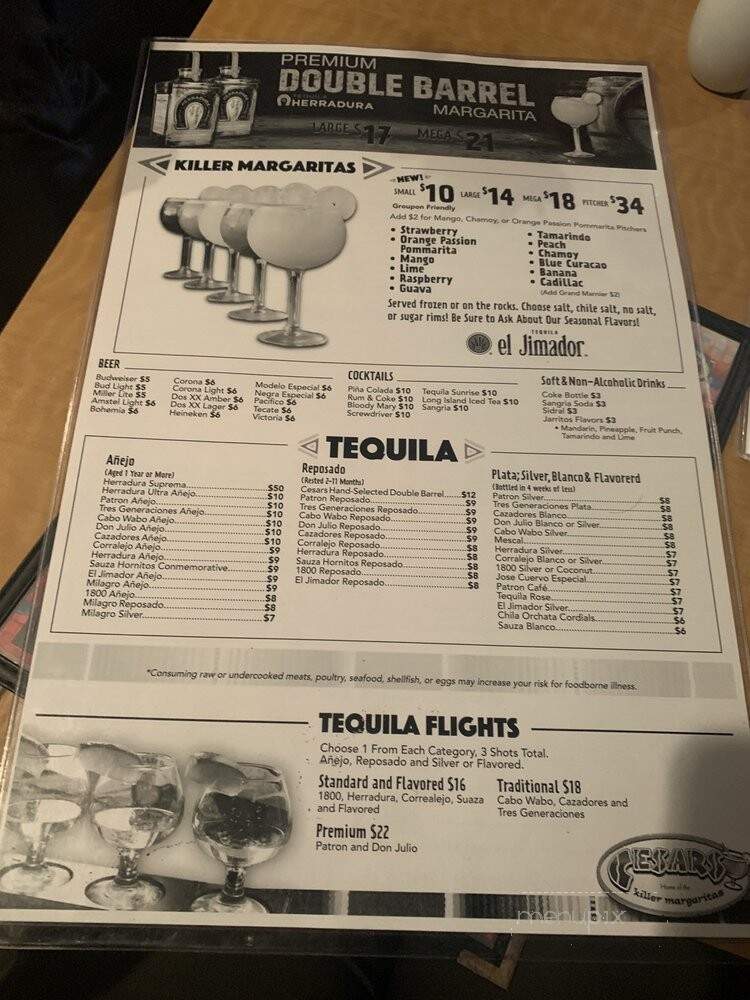 PREMIUM
DOUBLE BARREL
TEQUILA
HERRADURA
MARGARITA
LARGE $17 MEGA $21
KILLER MARGARITAS
NEW!
SMALL $10 LARGE $14 MEGA $18 PITCHER $34
Groupon Friendly
Add $2 for Mango, Chamoy, or Orange Passion Pommarita Pitchers
• Strawberry
• Orange Passion
Pommarita
• Mango
• Lime
• Raspberry
• Guava
• Tamarindo
• Peach
• Chamoy
• Blue Curacao
• Banana
• Cadillac
(Add Grand Marnier $2)
Served frozen or on the rocks. Choose salt, chile salt, no salt,
or sugar rims! Be Sure to Ask About Our Seasonal Flavors!
TEQUILA
el Jimador.
BEER
Budweiser $5
Bud Light $5
Miller Lite $5
Amstel Light $6
Bohemia $6
Corona $6
Corona Light $6
Dos XX Amber $6
Dos XX Lager $6
Heineken $6
Modelo Especial $6
Negra Especial $6
Pacifico $6
Tecate $6
Victoria $6
COCKTAILS
Piña Colada $10
Rum & Coke $10
Bloody Mary $10
Screwdriver $10
Tequila Sunrise $10
Long Island Iced Tea $10
Sangria $10
Soft & Non-Alcoholic Drinks
Coke Bottle $3
Sangria Soda $3
Sidral $3
Jarritos Flavors $3
• Mandarin, Pineapple, Fruit Punch,
Tamarindo and Lime
TEQUILA
Añejo
(Aged 1 Year or More)
Herradura Suprema $50
Herradura Ultra Añejo $10
Patron Añejo $10
Tres Generaciones Añejo $10
Cabo Wabo Añejo $10
Don Julio Añejo $10
Cazadores Añejo $10
Corralejo Añejo $9
Herradura Añejo $9
Sauza Hornitos Conmemorative $9
El Jimador Añejo $9
Milagro Añejo $9
1800 Añejo $8
Milagro Reposado $8
Milagro Silver $7
Reposado
(Rested 2-11 Months)
Cesars Hand-Selected Double Barrel $12
Patron Reposado $9
Tres Generaciones Reposado $9
Cabo Wabo Reposado $9
Don Julio Reposado $9
Cazadores Reposado $9
Corralejo Reposado $8
Herradura Reposado $8
Sauza Hornitos Reposado $8
1800 Reposado $8
El Jimador Reposado $8
Plata; Silver, Blanco & Flavorerd
(Bottled in 4 weeks of less)
Patron Silver $8
Tres Generaciones Plata $8
Cazadores Blanco $8
Don Julio Blanco or Silver $8
Cabo Wabo Silver $8
Mescal $8
Herradura Silver $7
Corralejo Blanco or Silver $7
1800 Silver or Coconut $7
Jose Cuervo Especial $7
Patron Café $7
Tequila Rose $7
El Jimador Silver $7
Chila Orchata Cordials $6
Sauza Blanco $6
*Consuming raw or undercooked meats, poultry, seafood, shellfish, or eggs may increase your risk for foodborne illness.
TEQUILA FLIGHTS
Choose 1 From Each Category, 3 Shots Total.
Añejo, Reposado and Silver or Flavored.
Standard and Flavored $16
1800, Herradura, Correalejo, Suaza
and Flavored
Traditional $18
Cabo Wabo, Cazadores and
Tres Generaciones
Premium $22
Patron and Don Julio
CESAR'S
Home of the
killer margaritas
menupix